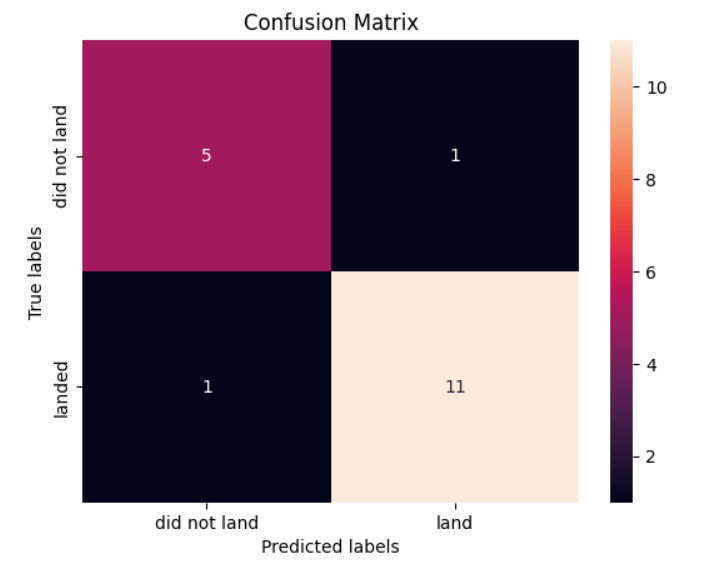 Confusion Matrix
True labels
did not land
landed
5
1
1
11
did not land
land
Predicted labels
10
8
6
4
2